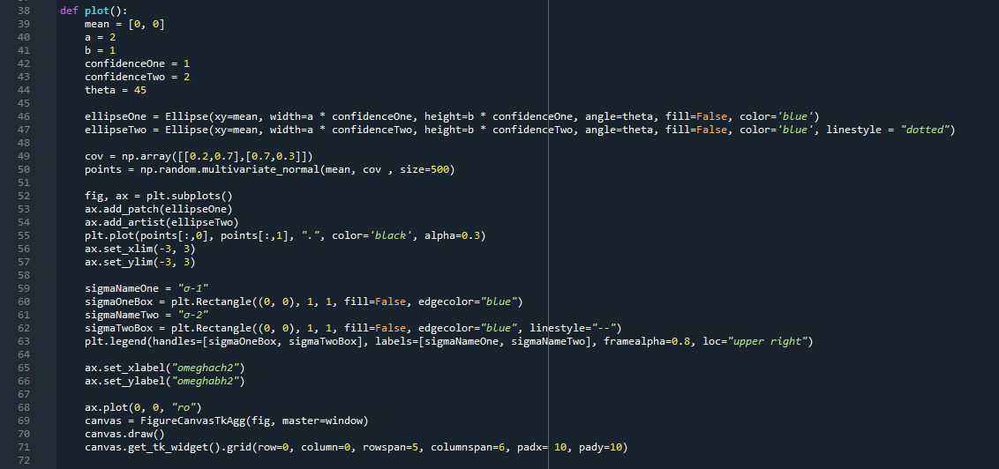 38 def plot():
39     mean = [0, 0]
40     a = 2
41     b = 1
42     confidenceOne = 1
43     confidenceTwo = 2
44     theta = 45
45
46     ellipseOne = Ellipse(xy=mean, width=a * confidenceOne, height=b * confidenceOne, angle=theta, fill=False, color='blue')
47     ellipseTwo = Ellipse(xy=mean, width=a * confidenceTwo, height=b * confidenceTwo, angle=theta, fill=False, color='blue', linestyle = "dotted")
48
49     cov = np.array([[0.2,0.7],[0.7,0.3]])
50     points = np.random.multivariate_normal(mean, cov , size=500)
51
52     fig, ax = plt.subplots()
53     ax.add_patch(ellipseOne)
54     ax.add_artist(ellipseTwo)
55     plt.plot(points[:,0], points[:,1], ".", color='black', alpha=0.3)
56     ax.set_xlim(-3, 3)
57     ax.set_ylim(-3, 3)
58
59     sigmaNameOne = "σ-1"
60     sigmaOneBox = plt.Rectangle((0, 0), 1, 1, fill=False, edgecolor="blue")
61     sigmaNameTwo = "σ-2"
62     sigmaTwoBox = plt.Rectangle((0, 0), 1, 1, fill=False, edgecolor="blue", linestyle="--")
63     plt.legend(handles=[sigmaOneBox, sigmaTwoBox], labels=[sigmaNameOne, sigmaNameTwo], framealpha=0.8, loc="upper right")
64
65     ax.set_xlabel("omeghach2")
66     ax.set_ylabel("omeghabh2")
67
68     ax.plot(0, 0, "ro")
69     canvas = FigureCanvasTkAgg(fig, master=window)
70     canvas.draw()
71     canvas.get_tk_widget().grid(row=0, column=0, rowspan=5, columnspan=6, padx= 10, pady=10)
72